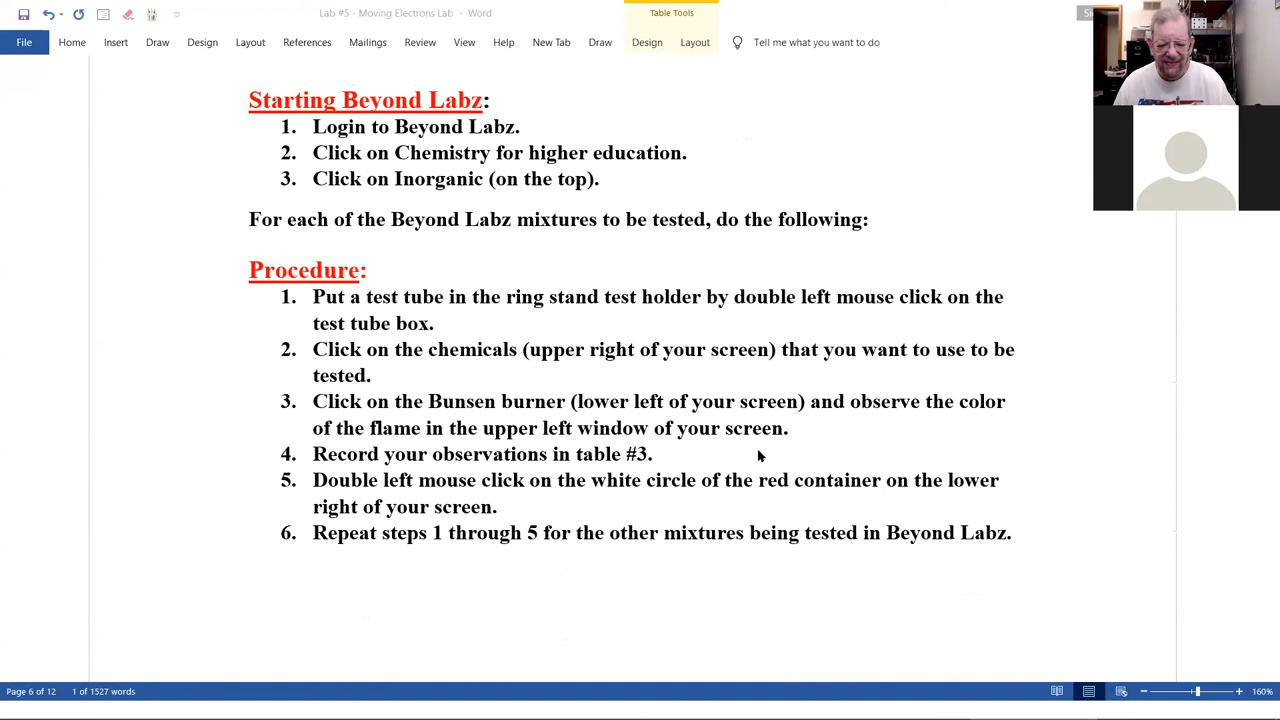 Lab #5 - Moving Electrons Lab - Word
Table Tools
File Home Insert Draw Design Layout References Mailings Review View Help New Tab Draw Design Layout Tell me what you want to do
Starting Beyond Labz:
1. Login to Beyond Labz.
2. Click on Chemistry for higher education.
3. Click on Inorganic (on the top).
For each of the Beyond Labz mixtures to be tested, do the following:
Procedure:
1. Put a test tube in the ring stand test holder by double left mouse click on the
test tube box.
2. Click on the chemicals (upper right of your screen) that you want to use to be
tested.
3. Click on the Bunsen burner (lower left of your screen) and observe the color
of the flame in the upper left window of your screen.
4. Record your observations in table #3.
5. Double left mouse click on the white circle of the red container on the lower
right of your screen.
6. Repeat steps 1 through 5 for the other mixtures being tested in Beyond Labz.
Page 6 of 12 1 of 1527 words 160%